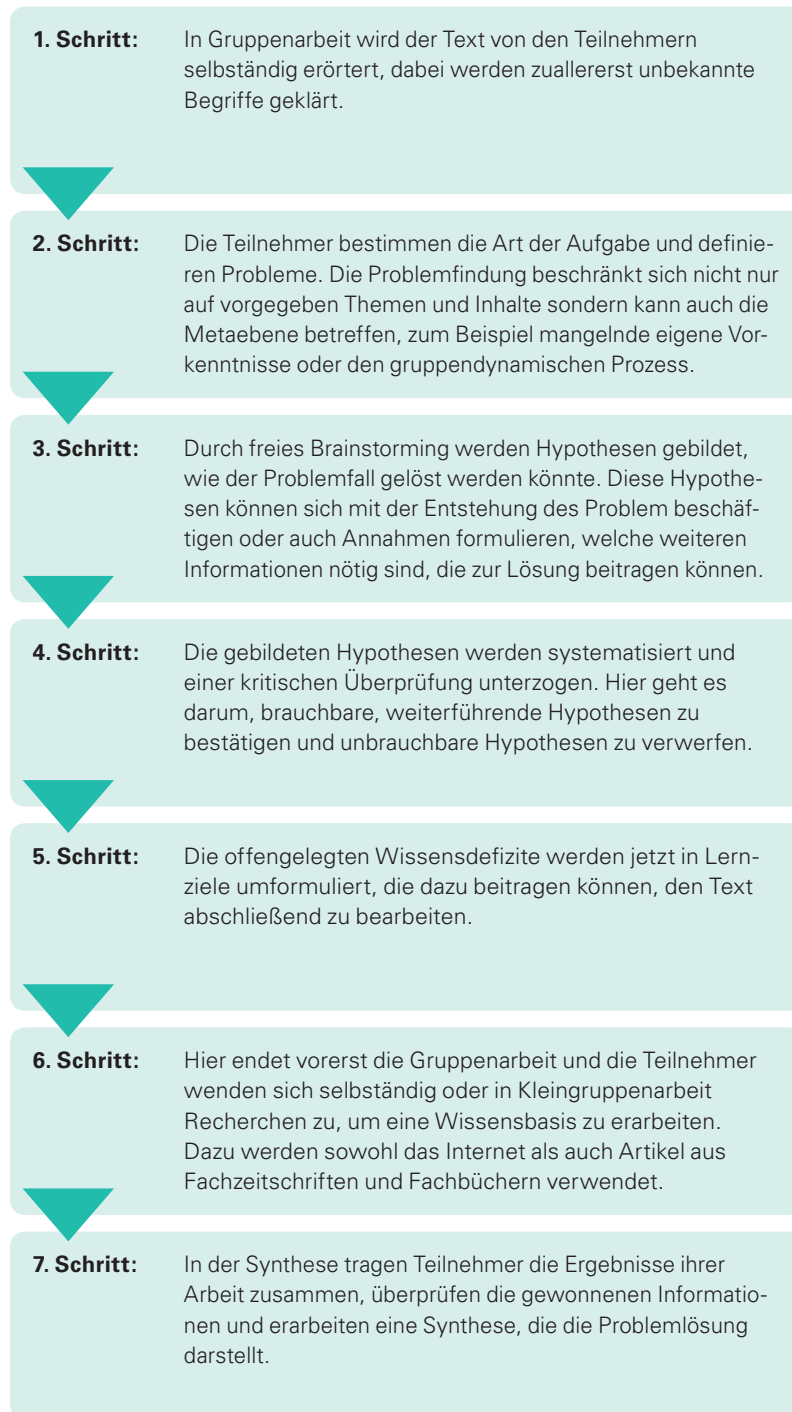 1. Schritt: In Gruppenarbeit wird der Text von den Teilnehmern
selbständig erörtert, dabei werden zuallererst unbekannte
Begriffe geklärt.
2. Schritt: Die Teilnehmer bestimmen die Art der Aufgabe und definie-
ren Probleme. Die Problemfindung beschränkt sich nicht nur
auf vorgegeben Themen und Inhalte sondern kann auch die
Metaebene betreffen, zum Beispiel mangelnde eigene Vor-
kenntnisse oder den gruppendynamischen Prozess.
3. Schritt: Durch freies Brainstorming werden Hypothesen gebildet,
wie der Problemfall gelöst werden könnte. Diese Hypothe-
sen können sich mit der Entstehung des Problem beschäf-
tigen oder auch Annahmen formulieren, welche weiteren
Informationen nötig sind, die zur Lösung beitragen können.
4. Schritt: Die gebildeten Hypothesen werden systematisiert und
einer kritischen Überprüfung unterzogen. Hier geht es
darum, brauchbare, weiterführende Hypothesen zu
bestätigen und unbrauchbare Hypothesen zu verwerfen.
5. Schritt: Die offengelegten Wissensdefizite werden jetzt in Lern-
ziele umformuliert, die dazu beitragen können, den Text
abschließend zu bearbeiten.
6. Schritt: Hier endet vorerst die Gruppenarbeit und die Teilnehmer
wenden sich selbständig oder in Kleingruppenarbeit
Recherchen zu, um eine Wissensbasis zu erarbeiten.
Dazu werden sowohl das Internet als auch Artikel aus
Fachzeitschriften und Fachbüchern verwendet.
7. Schritt: In der Synthese tragen Teilnehmer die Ergebnisse ihrer
Arbeit zusammen, überprüfen die gewonnenen Informatio-
nen und erarbeiten eine Synthese, die die Problemlösung
darstellt.